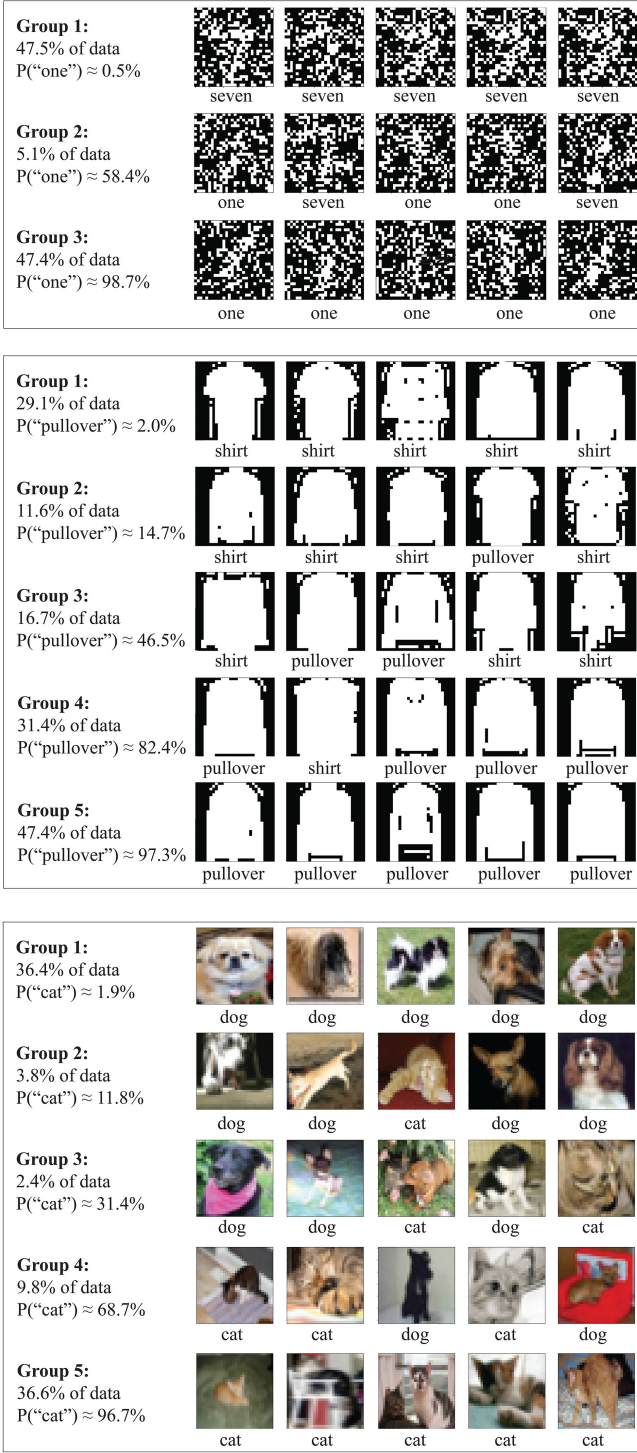 Group 1:
47.5% of data
P(“one”) ≈ 0.5%
seven seven seven seven seven
Group 2:
5.1% of data
P(“one”) ≈ 58.4%
one seven one one seven
Group 3:
47.4% of data
P(“one”) ≈ 98.7%
one one one one one
Group 1:
29.1% of data
P(“pullover”) ≈ 2.0%
shirt shirt shirt shirt shirt
Group 2:
11.6% of data
P(“pullover”) ≈ 14.7%
shirt shirt shirt pullover shirt
Group 3:
16.7% of data
P(“pullover”) ≈ 46.5%
shirt pullover pullover shirt shirt
Group 4:
31.4% of data
P(“pullover”) ≈ 82.4%
pullover shirt pullover pullover pullover
Group 5:
47.4% of data
P(“pullover”) ≈ 97.3%
pullover pullover pullover pullover pullover
Group 1:
36.4% of data
P(“cat”) ≈ 1.9%
dog dog dog dog dog
Group 2:
3.8% of data
P(“cat”) ≈ 11.8%
dog dog cat dog dog
Group 3:
2.4% of data
P(“cat”) ≈ 31.4%
dog dog cat dog cat
Group 4:
9.8% of data
P(“cat”) ≈ 68.7%
cat cat dog cat dog
Group 5:
36.6% of data
P(“cat”) ≈ 96.7%
cat cat cat cat cat